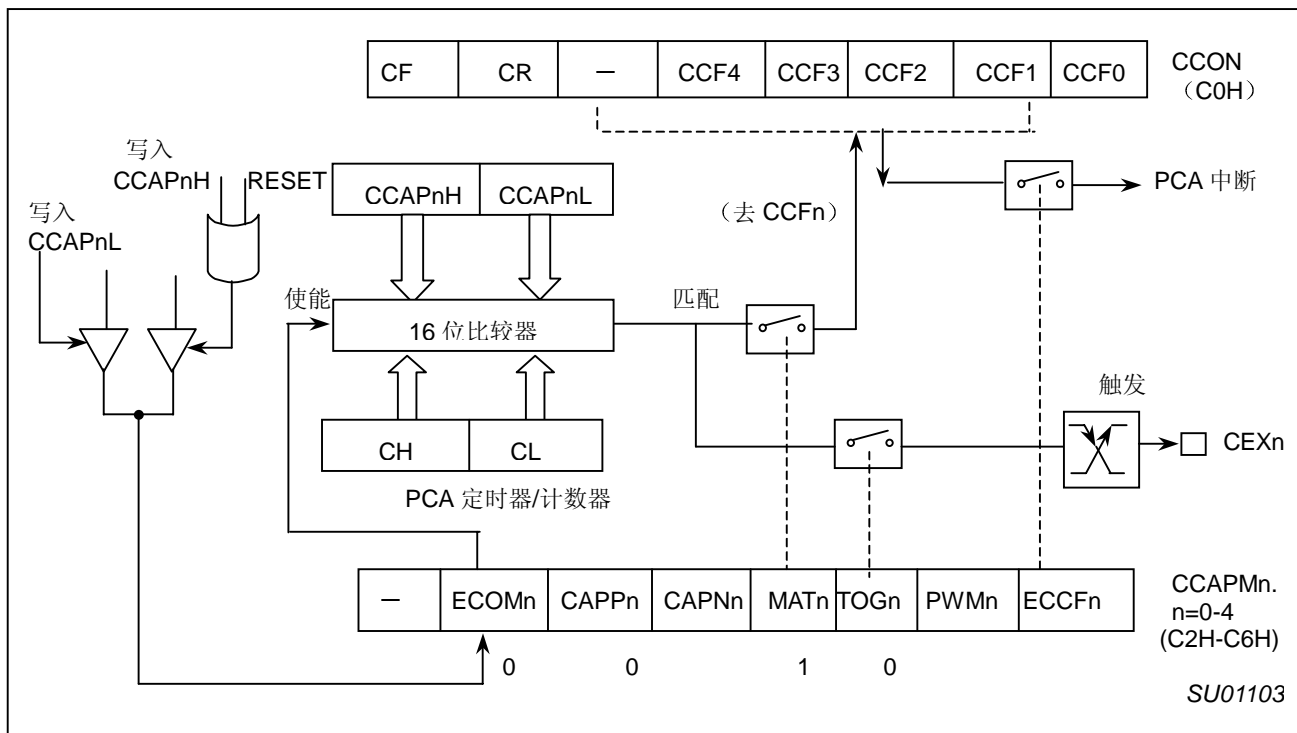 CF CR — CCF4 CCF3 CCF2 CCF1 CCF0
CCON
（C0H）
写入
CCAPnH
RESET
写入
CCAPnL
CCAPnH CCAPnL
（去 CCFn）
PCA 中断
使能
16 位比较器
匹配
触发
CEXn
CH CL
PCA 定时器/计数器
— ECOMn CAPPn CAPNn MATn TOGn PWMn ECCFn
CCAPMn.
n=0-4
(C2H-C6H)
0 0 1 0
SU01103